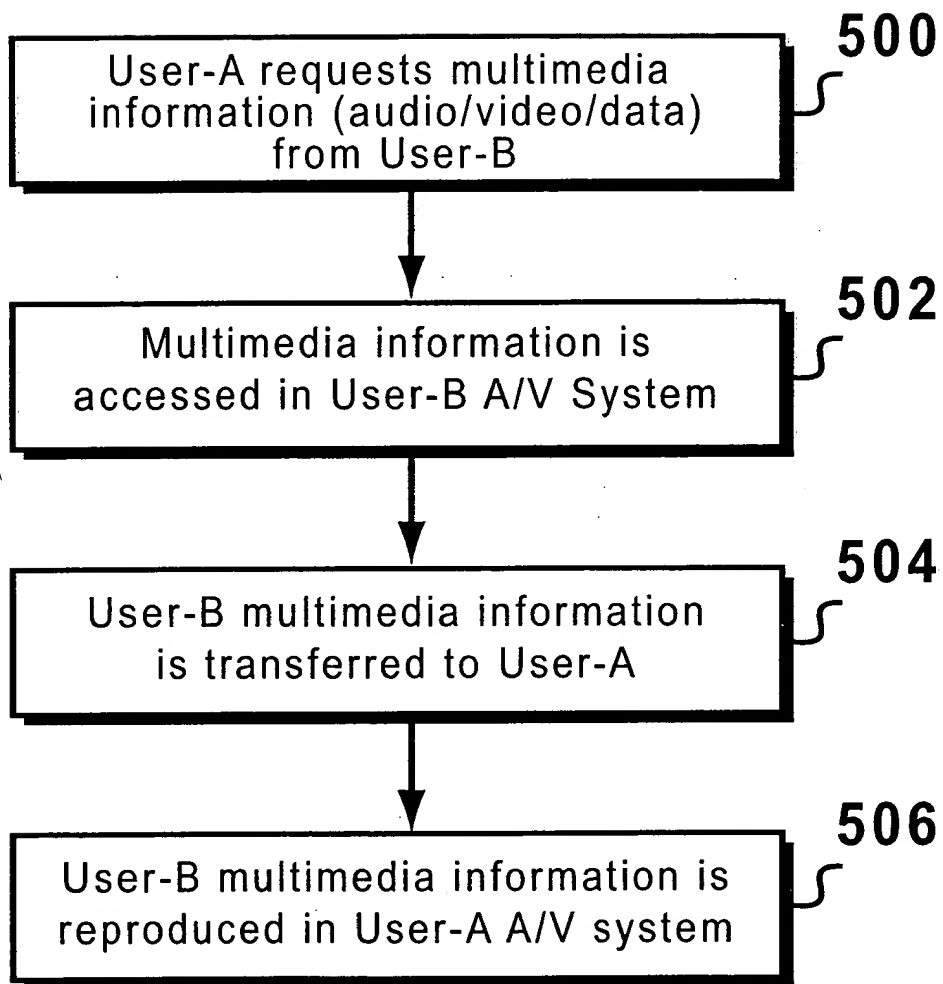 500
User-A requests multimedia
information (audio/video/data)
from User-B
502
Multimedia information is
accessed in User-B A/V System
504
User-B multimedia information
is transferred to User-A
506
User-B multimedia information is
reproduced in User-A A/V system